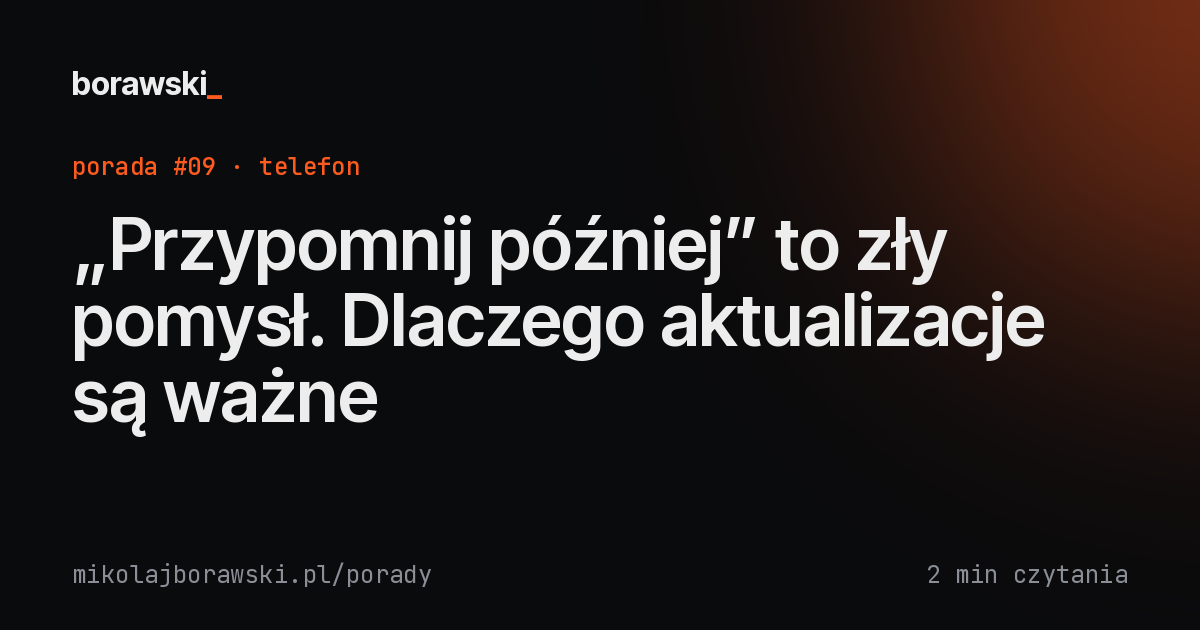 borawski_
porada #09 · telefon
„Przypomnij później” to zły
pomysł. Dlaczego aktualizacje
są ważne
mikolajborawski.pl/porady
2 min czytania